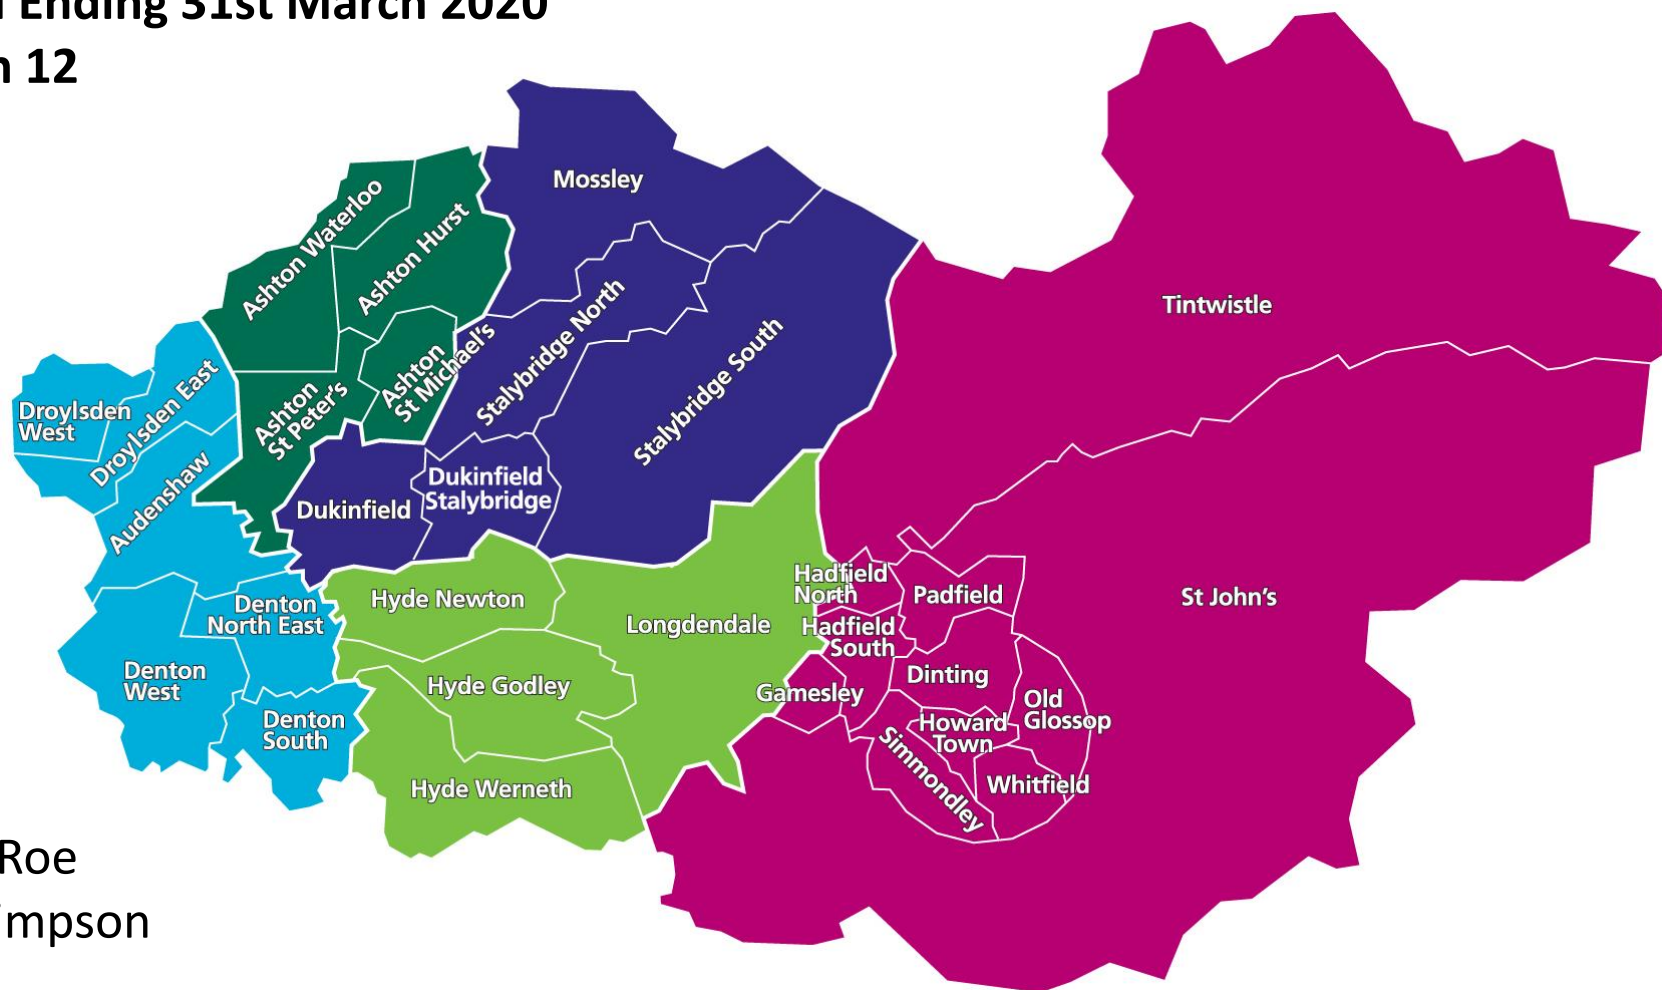 Ending 31st March 2020
12
Mossley
Ashton Waterloo
Ashton Hurst
Tintwistle
Stalybridge North
Stalybridge South
Ashton
St Michael's
Ashton
St Peter's
Droylsden
West
Droylsden East
Audenshaw
Dukinfield
Dukinfield
Stalybridge
Hyde Newton
Longdendale
Hadfield
North
Padfield
St John's
Denton
North East
Hadfield
South
Denton
West
Hyde Godley
Gamesley
Dinting
Old
Glossop
Denton
South
Howard
Town
Simmondley
Whitfield
Hyde Werneth
Roe
impson